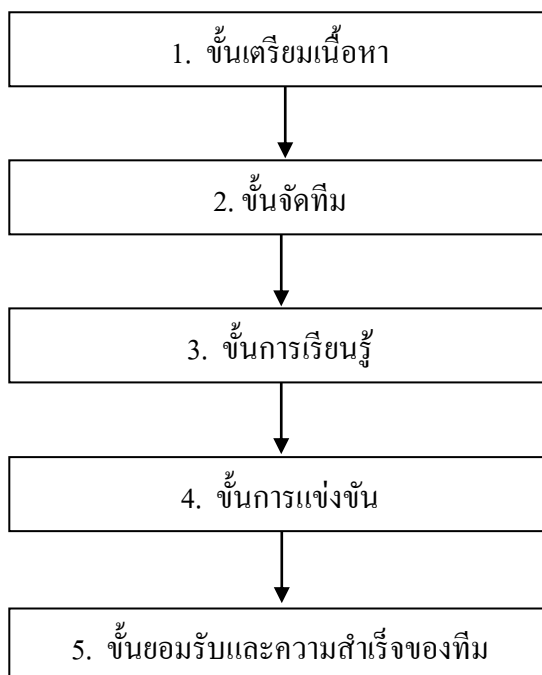 1. ขั้นเตรียมเนื้อหา
2. ขั้นจัดทีม
3. ขั้นการเรียนรู้
4. ขั้นการแข่งขัน
5. ขั้นยอมรับและความสำเร็จของทีม